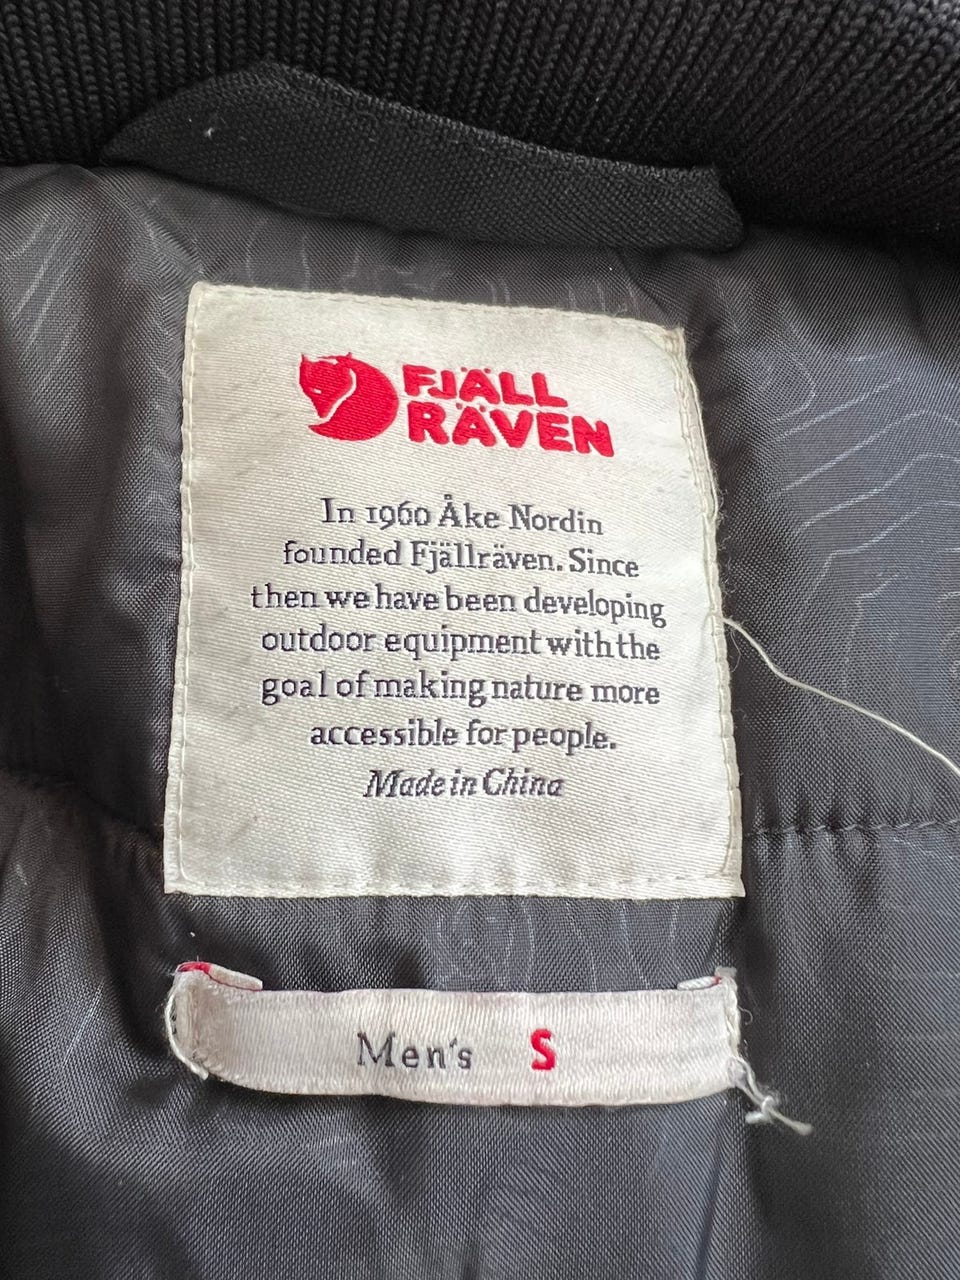 FJÄLL
RÄVEN
In 1960 Åke Nordin
founded Fjällräven. Since
then we have been developing
outdoor equipment with the
goal of making nature more
accessible for people.
Made in China
Men's S